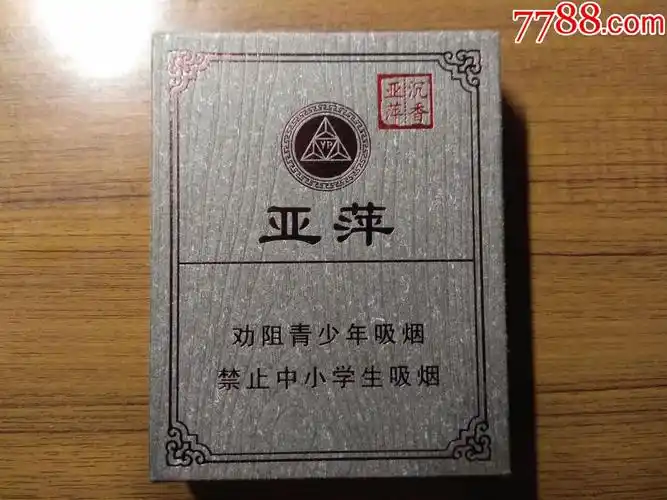 7788.com
沉香
亚萍
YP
亚萍
劝阻青少年吸烟
禁止中小学生吸烟